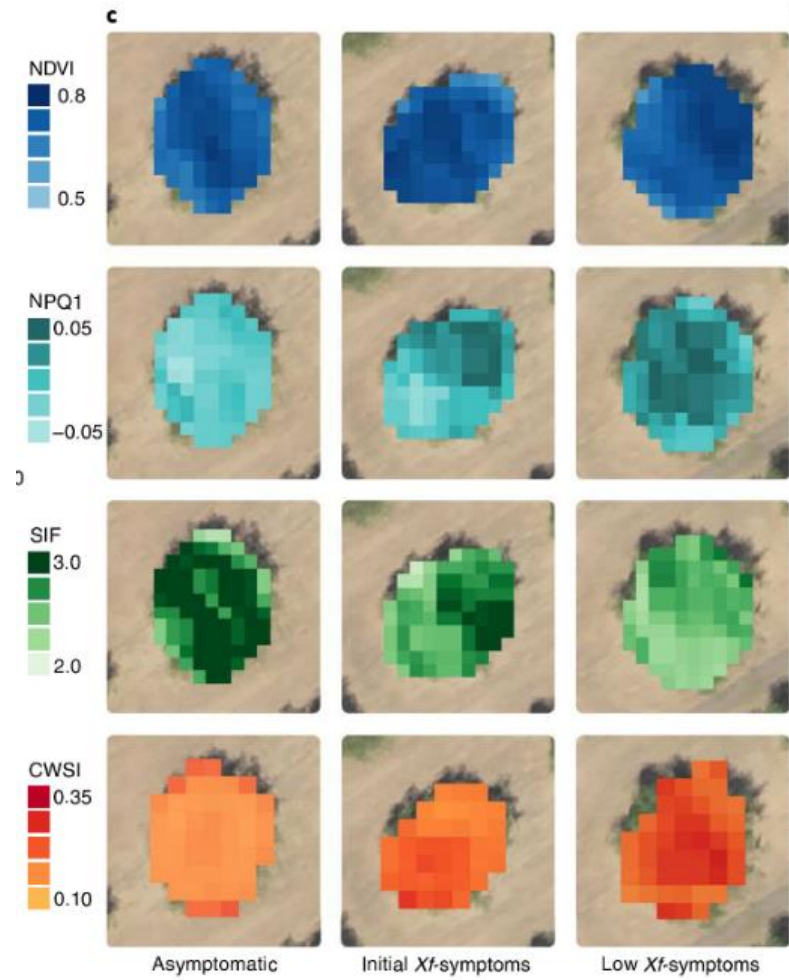 c
NDVI
0.8
0.5
NPQ1
0.05
−0.05
0
SIF
3.0
2.0
CWSI
0.35
0.10
Asymptomatic
Initial Xf-symptoms
Low Xf-symptoms